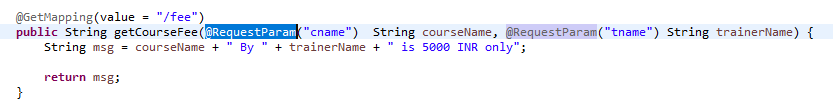 @GetMapping(value = "/fee")
public String getCourseFee(@RequestParam("cname")  String courseName, @RequestParam("tname") String trainerName) {
    String msg = courseName + " By " + trainerName + " is 5000 INR only";
    return msg;
}